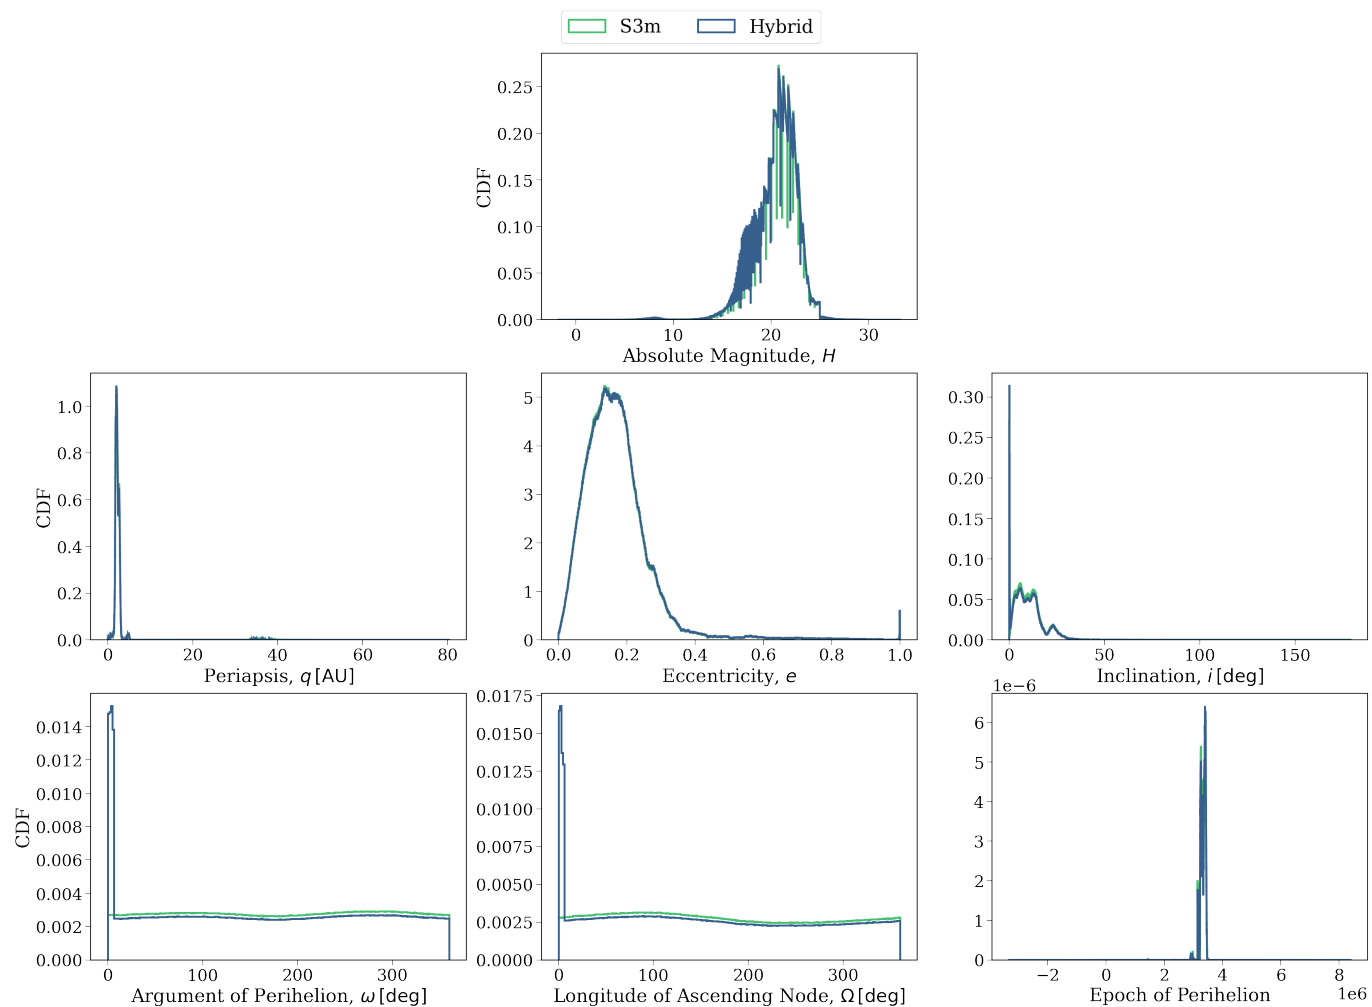 S3m Hybrid
0.25
0.20
0.15
0.10
0.05
0.00
CDF
0 10 20 30
Absolute Magnitude, H
1.0
0.8
0.6
0.4
0.2
0.0
CDF
0 20 40 60 80
Periapsis, q [AU]
5
4
3
2
1
0
0.0 0.2 0.4 0.6 0.8 1.0
Eccentricity, e
0.30
0.25
0.20
0.15
0.10
0.05
0.00
0 50 100 150
Inclination, i [deg]
0.014
0.012
0.010
0.008
0.006
0.004
0.002
0.000
CDF
0 100 200 300
Argument of Perihelion, ω [deg]
0.0175
0.0150
0.0125
0.0100
0.0075
0.0050
0.0025
0.0000
0 100 200 300
Longitude of Ascending Node, Ω [deg]
1e−6
6
5
4
3
2
1
0
−2 0 2 4 6 8
Epoch of Perihelion 1e6